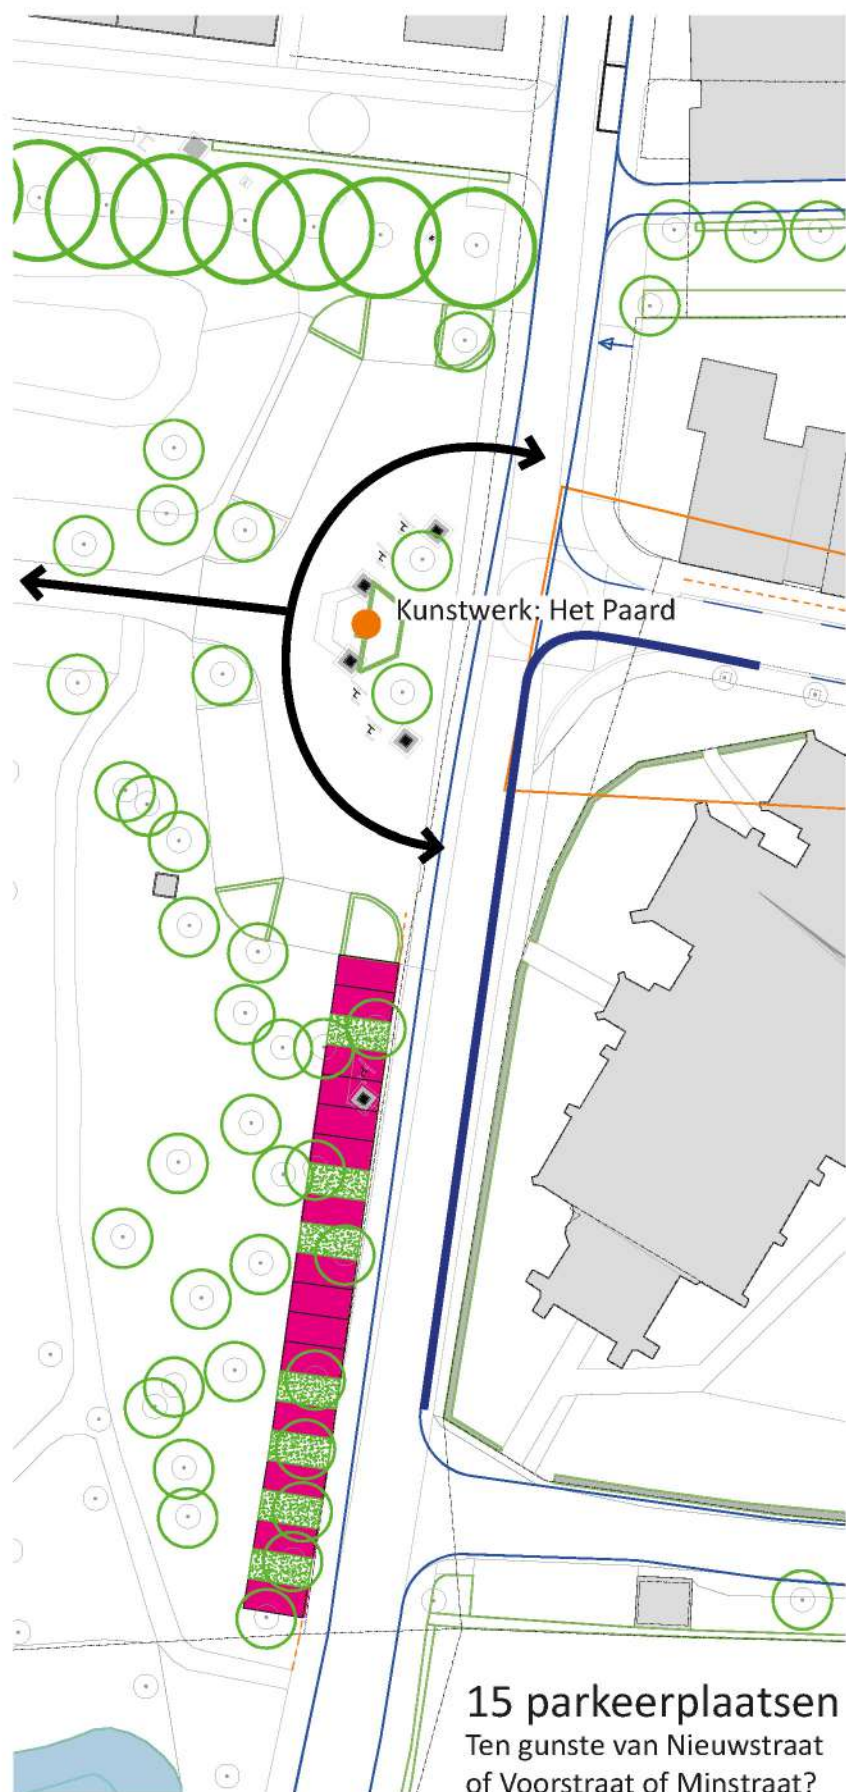 Kunstwerk; Het Paard
15 parkeerplaatsen
Ten gunste van Nieuwstraat
of Voorstraat of Minstraat?